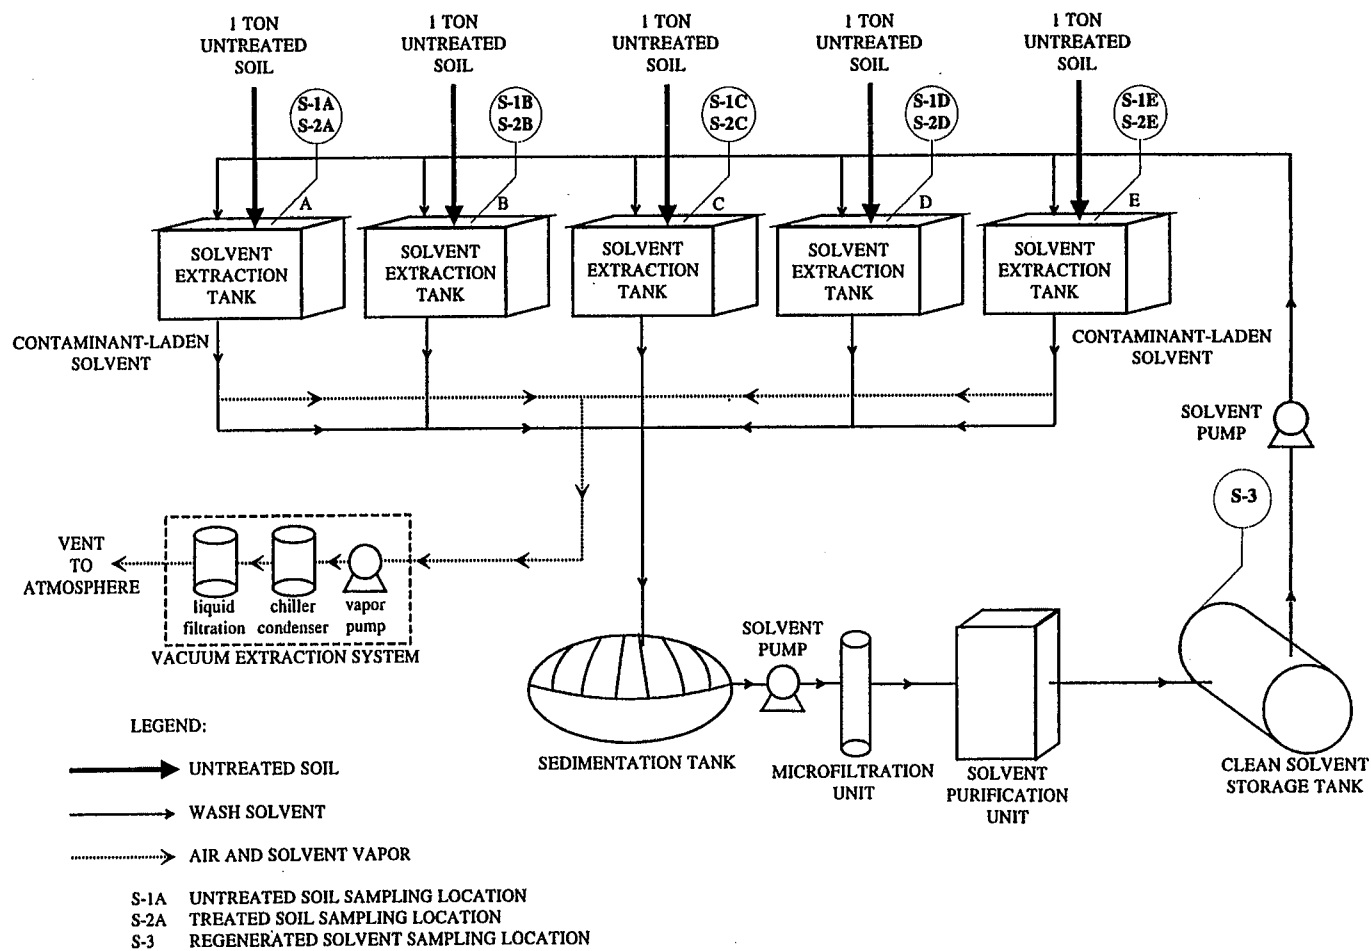 1 TON
UNTREATED
SOIL
1 TON
UNTREATED
SOIL
1 TON
UNTREATED
SOIL
1 TON
UNTREATED
SOIL
1 TON
UNTREATED
SOIL
S-1A
S-2A
S-1B
S-2B
S-1C
S-2C
S-1D
S-2D
S-1E
S-2E
A
B
C
D
E
SOLVENT
EXTRACTION
TANK
SOLVENT
EXTRACTION
TANK
SOLVENT
EXTRACTION
TANK
SOLVENT
EXTRACTION
TANK
SOLVENT
EXTRACTION
TANK
CONTAMINANT-LADEN
SOLVENT
CONTAMINANT-LADEN
SOLVENT
SOLVENT
PUMP
S-3
VENT
TO
ATMOSPHERE
liquid
filtration
chiller
condenser
vapor
pump
VACUUM EXTRACTION SYSTEM
SOLVENT
PUMP
SEDIMENTATION TANK
MICROFILTRATION
UNIT
SOLVENT
PURIFICATION
UNIT
CLEAN SOLVENT
STORAGE TANK
LEGEND:
UNTREATED SOIL
WASH SOLVENT
AIR AND SOLVENT VAPOR
S-1A UNTREATED SOIL SAMPLING LOCATION
S-2A TREATED SOIL SAMPLING LOCATION
S-3 REGENERATED SOLVENT SAMPLING LOCATION